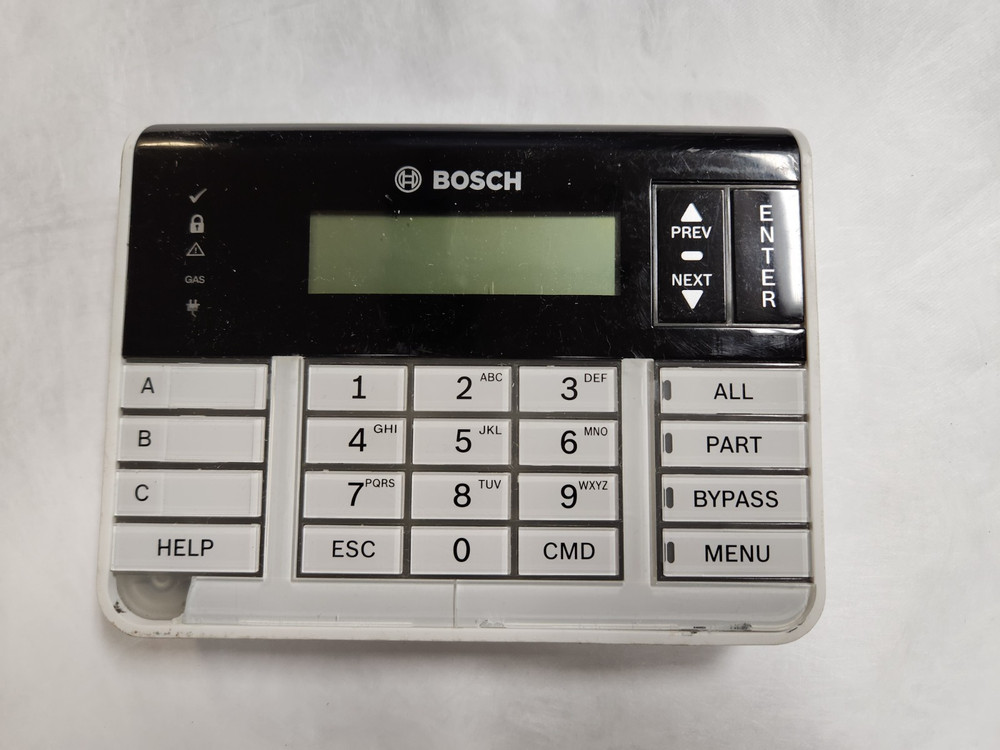 BOSCH
GAS
PREV
NEXT
ENTER
A
B
C
HELP
1
2 ABC
3 DEF
4 GHI
5 JKL
6 MNO
7 PQRS
8 TUV
9 WXYZ
ESC
0
CMD
ALL
PART
BYPASS
MENU